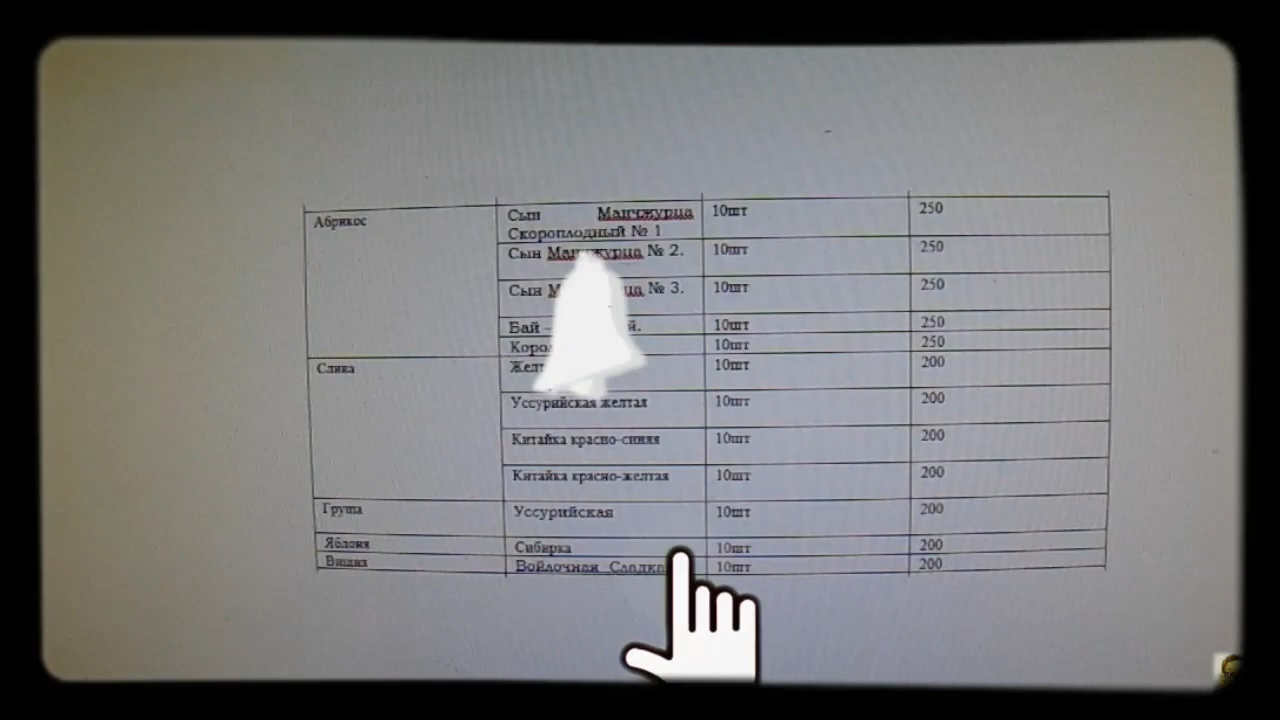 Абрикос Сын Манчжурца 10шт 250
Скороплодный № 1
Сын Манчжурца № 2. 10шт 250
Сын № 3. 10шт 250
Бай – 10шт 250
10шт 250
Слива 10шт 200
Уссурийская желтая 10шт 200
Китайка красно-синяя 10шт 200
Китайка красно-желтая 10шт 200
Груша Уссурийская 10шт 200
Яблоня Сибирка 10шт 200
Вишня Войлочная Сладкая 10шт 200